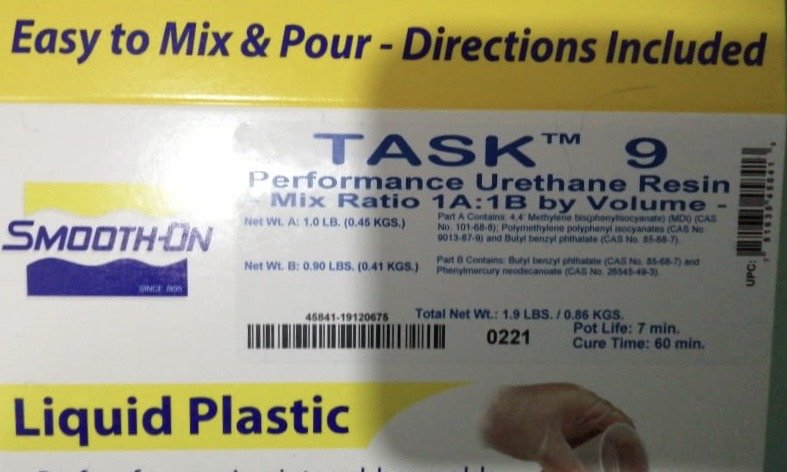 Easy to Mix & Pour - Directions Included
TASK™ 9
Performance Urethane Resin
- Mix Ratio 1A:1B by Volume -
Net Wt. A: 1.0 LB. (0.45 KGS.)
Part A Contains: 4,4' Methylene bis(phenylisocyanate) (MDI) (CAS
No. 101-68-8), Polymethylene polyphenyl isocyanates (CAS No
9013-87-9) and Butyl benzyl phthalate (CAS No. 85-68-7).
Net Wt. B: 0.90 LBS. (0.41 KGS.)
Part B Contains: Butyl benzyl phthalate (CAS No. 85-68-7) and
Phenylmercury neodecanoate (CAS No. 26545-49-3).
SMOOTH-ON
SINCE 1895
UPC:
45841-19120675
Total Net Wt.: 1.9 LBS. / 0.86 KGS.
0221
Pot Life: 7 min.
Cure Time: 60 min.
Liquid Plastic